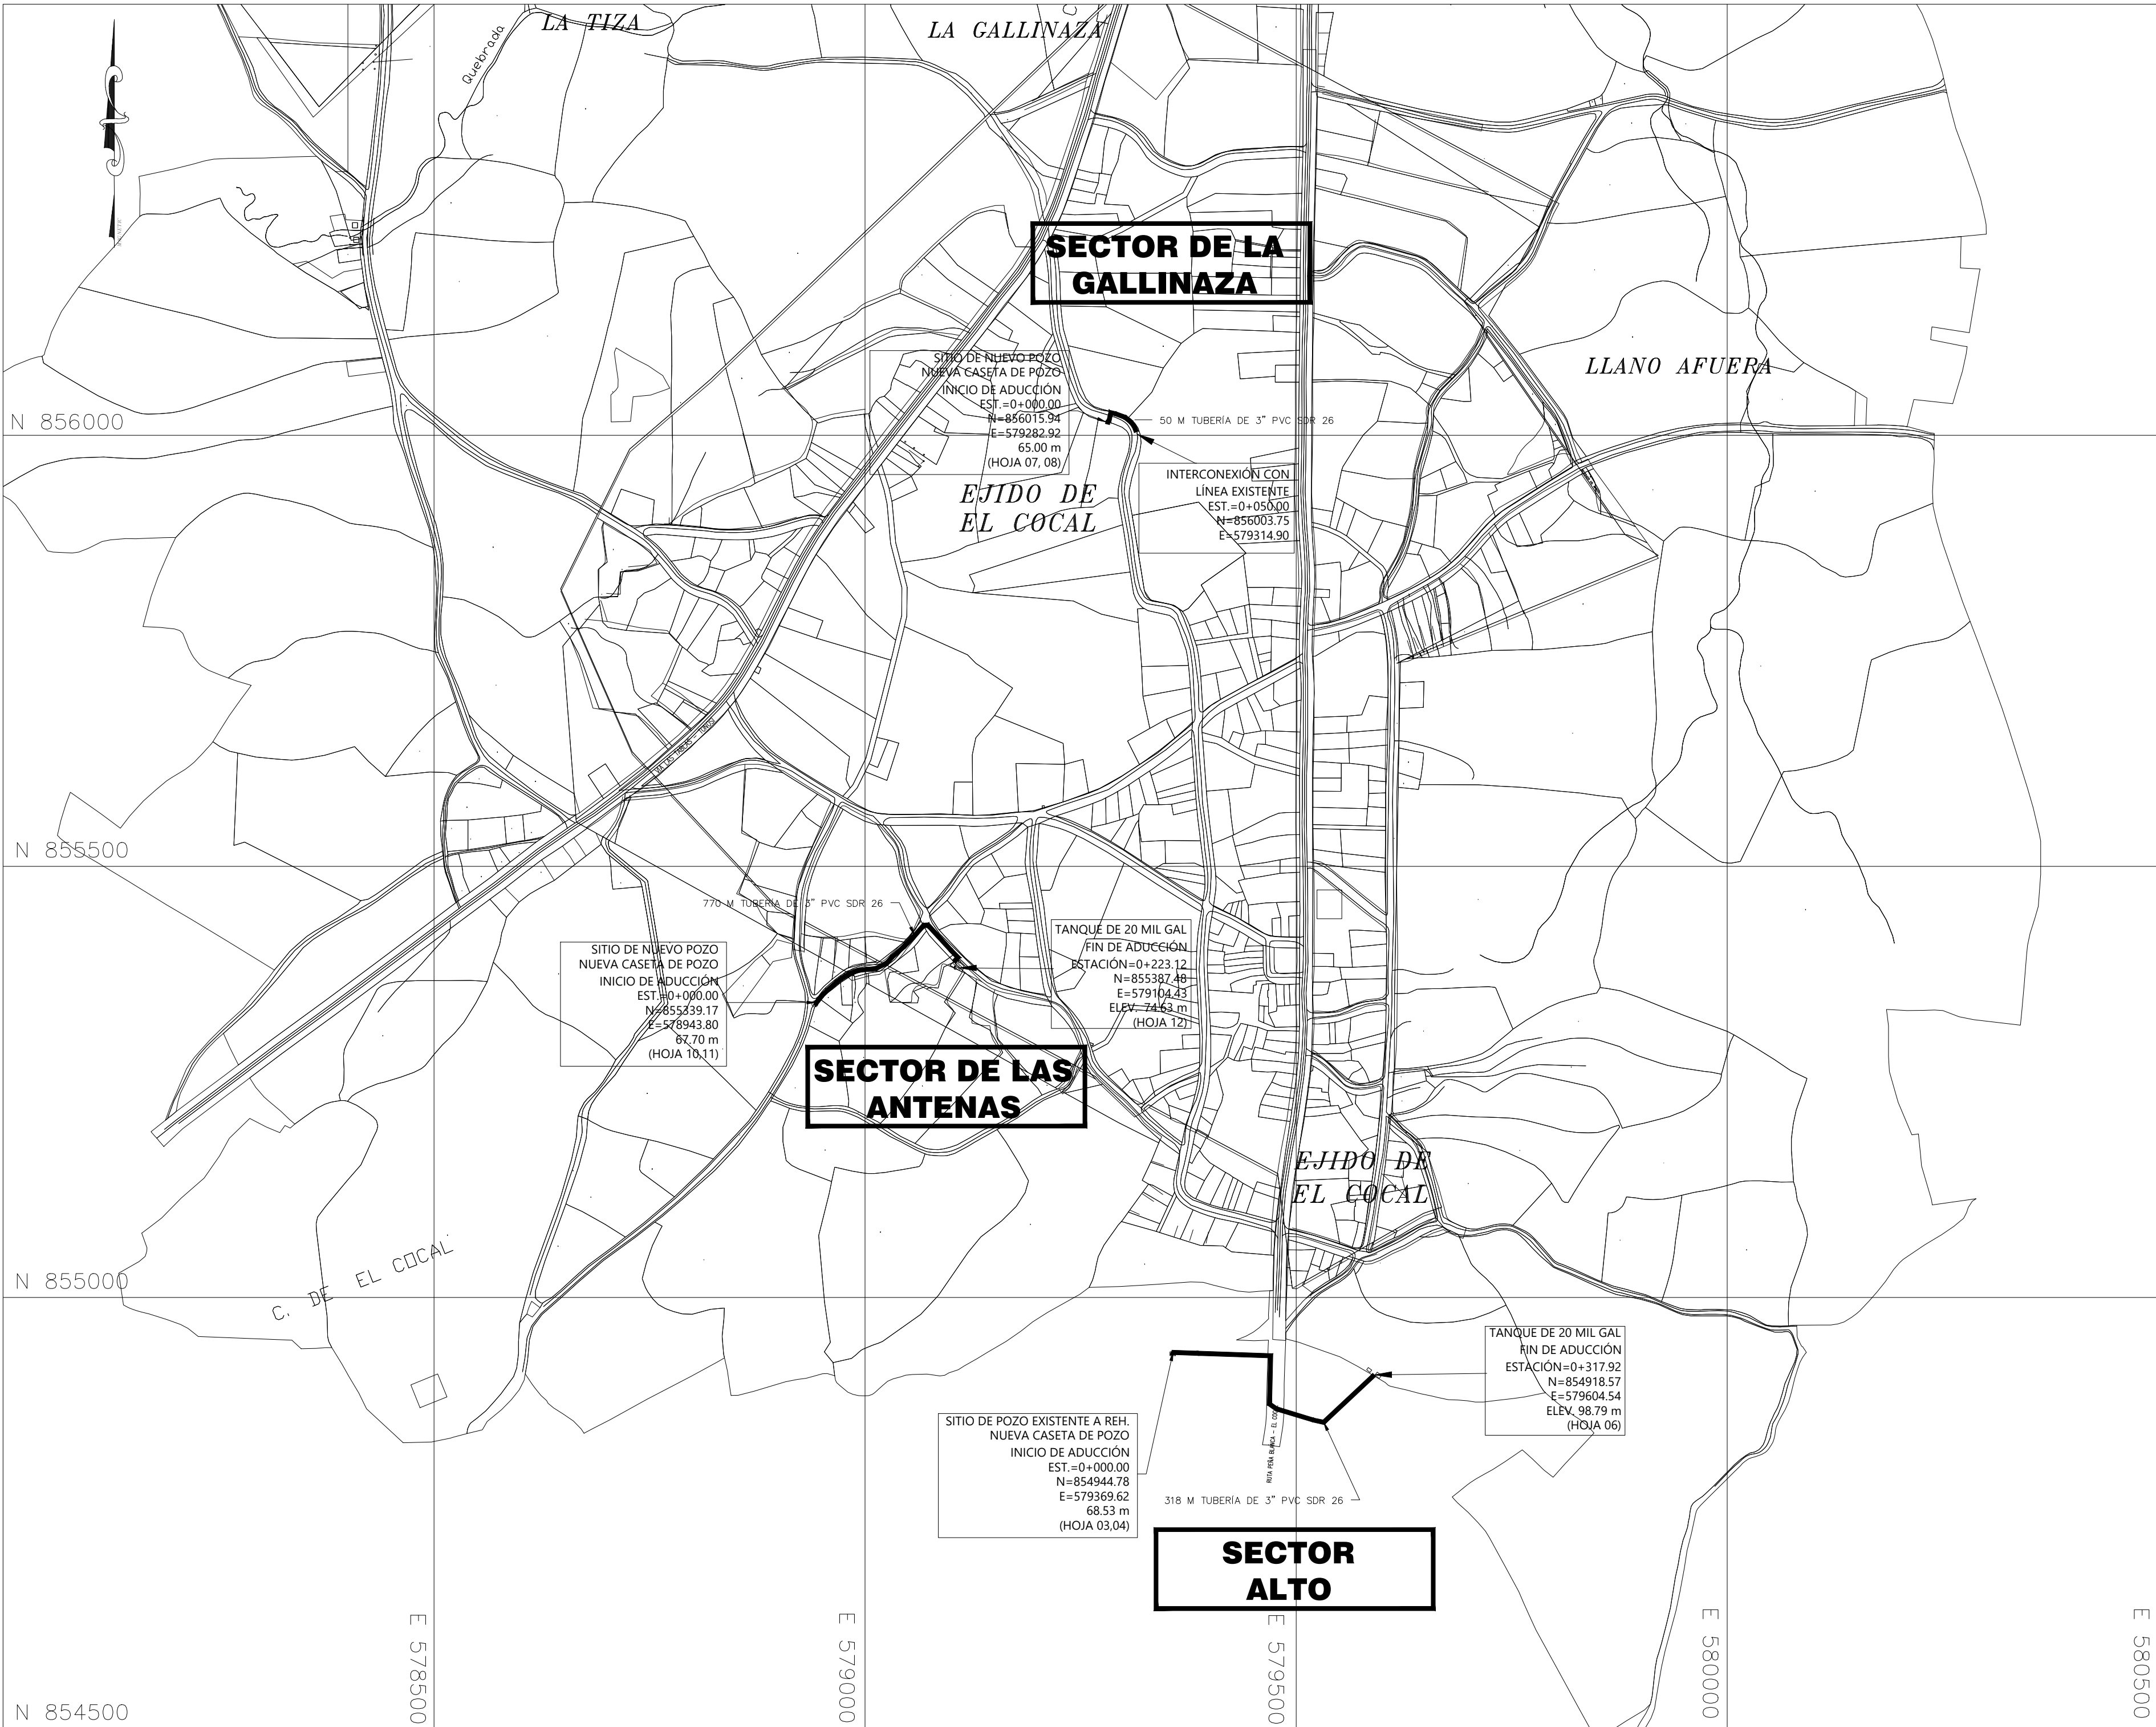 LA TIZA
LA GALLINAZA
Quebrada
SECTOR DE LA
GALLINAZA
SITIO DE NUEVO POZO
NUEVA CASETA DE POZO
INICIO DE ADUCCIÓN
EST.=0+000.00
N=856015.94
E=579282.92
65.00 m
(HOJA 07, 08)
LLANO AFUERA
N 856000
50 M TUBERÍA DE 3" PVC SDR 26
INTERCONEXIÓN CON
LÍNEA EXISTENTE
EST.=0+050.00
N=856003.75
E=579314.90
EJIDO DE
EL COCAL
N 855500
770 M TUBERÍA DE 3" PVC SDR 26
SITIO DE NUEVO POZO
NUEVA CASETA DE POZO
INICIO DE ADUCCIÓN
EST.=0+000.00
N=855339.17
E=578943.80
67.70 m
(HOJA 10,11)
TANQUE DE 20 MIL GAL
FIN DE ADUCCIÓN
ESTACIÓN=0+223.12
N=855387.48
E=579104.43
ELEV. 74.63 m
(HOJA 12)
SECTOR DE LAS
ANTENAS
EJIDO DE
EL COCAL
C. DE EL COCAL
N 855000
TANQUE DE 20 MIL GAL
FIN DE ADUCCIÓN
ESTACIÓN=0+317.92
N=854918.57
E=579604.54
ELEV. 98.79 m
(HOJA 06)
SITIO DE POZO EXISTENTE A REH.
NUEVA CASETA DE POZO
INICIO DE ADUCCIÓN
EST.=0+000.00
N=854944.78
E=579369.62
68.53 m
(HOJA 03,04)
RUTA PEÑA BLANCA - EL
318 M TUBERÍA DE 3" PVC SDR 26
SECTOR
ALTO
E 578500
E 579000
E 579500
E 580000
E 580500
N 854500